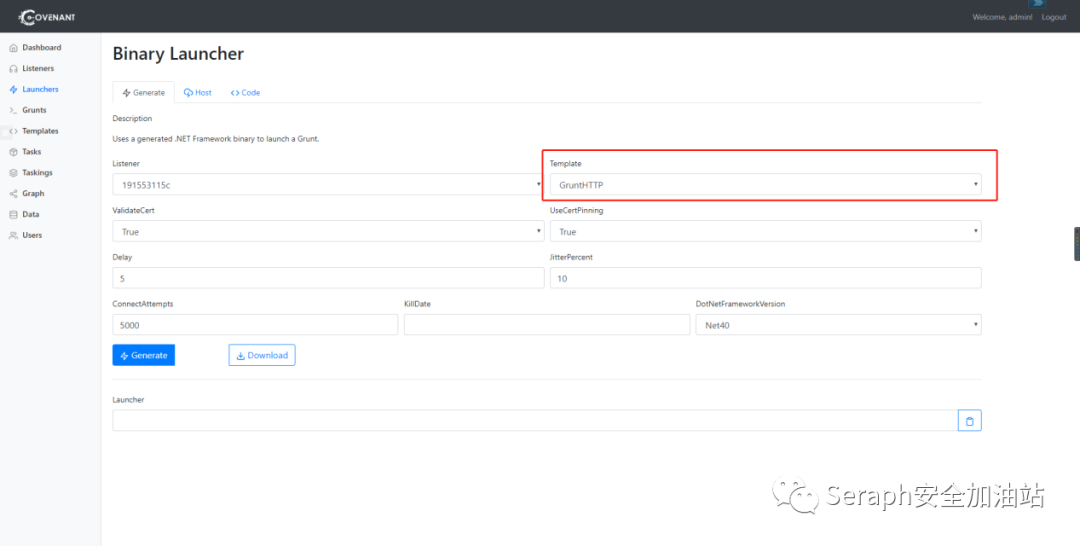 COVENANT
Welcome, admin! Logout
Dashboard
Listeners
Launchers
Grunts
Templates
Tasks
Taskings
Graph
Data
Users
Binary Launcher
Generate Host Code
Description
Uses a generated .NET Framework binary to launch a Grunt.
Listener Template
191553115c GruntHTTP
ValidateCert UseCertPinning
True True
Delay JitterPercent
5 10
ConnectAttempts KillDate DotNetFrameworkVersion
5000 Net40
Generate Download
Launcher
Seraph安全加油站